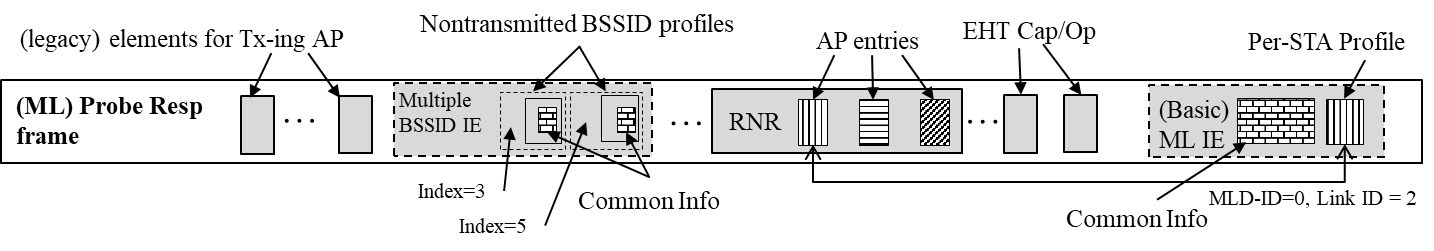 Nontransmitted BSSID profiles
(legacy) elements for Tx-ing AP
AP entries
EHT Cap/Op
Per-STA Profile
(ML) Probe Resp
frame
...
Multiple
BSSID IE
...
RNR
...
(Basic)
ML IE
Index=3
Index=5
Common Info
MLD-ID=0, Link ID = 2
Common Info